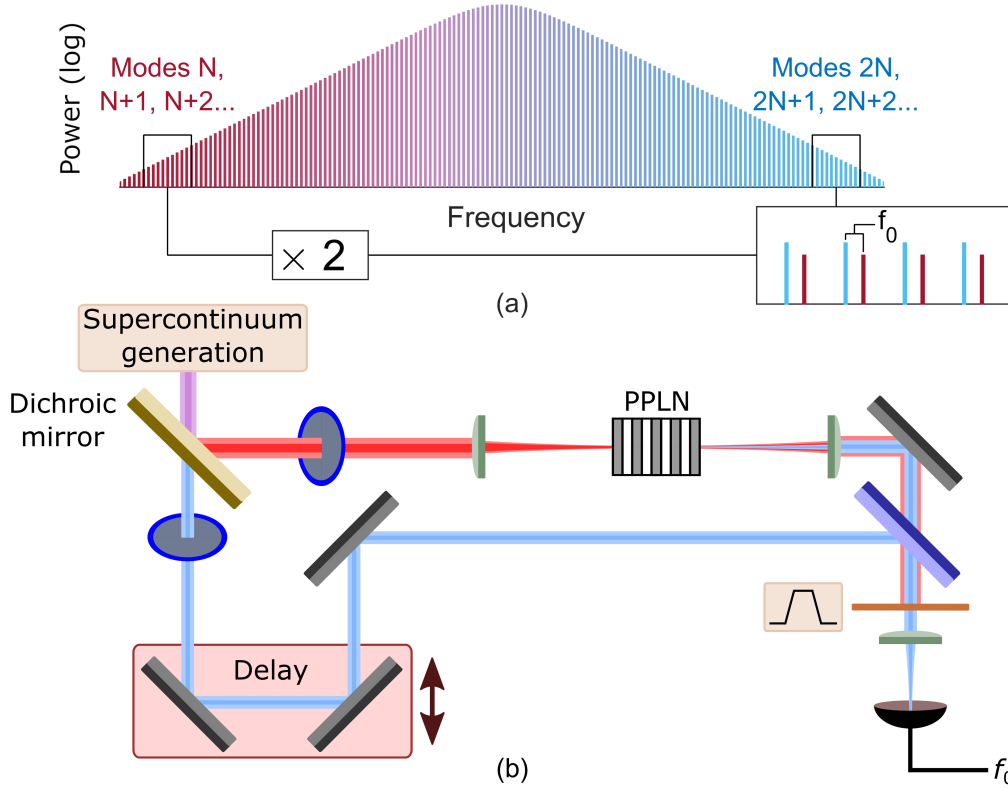 Power (log)
Modes N,
N+1, N+2...
Modes 2N,
2N+1, 2N+2...
Frequency
× 2
f0
(a)
Supercontinuum
generation
Dichroic
mirror
PPLN
Delay
(b)
f0